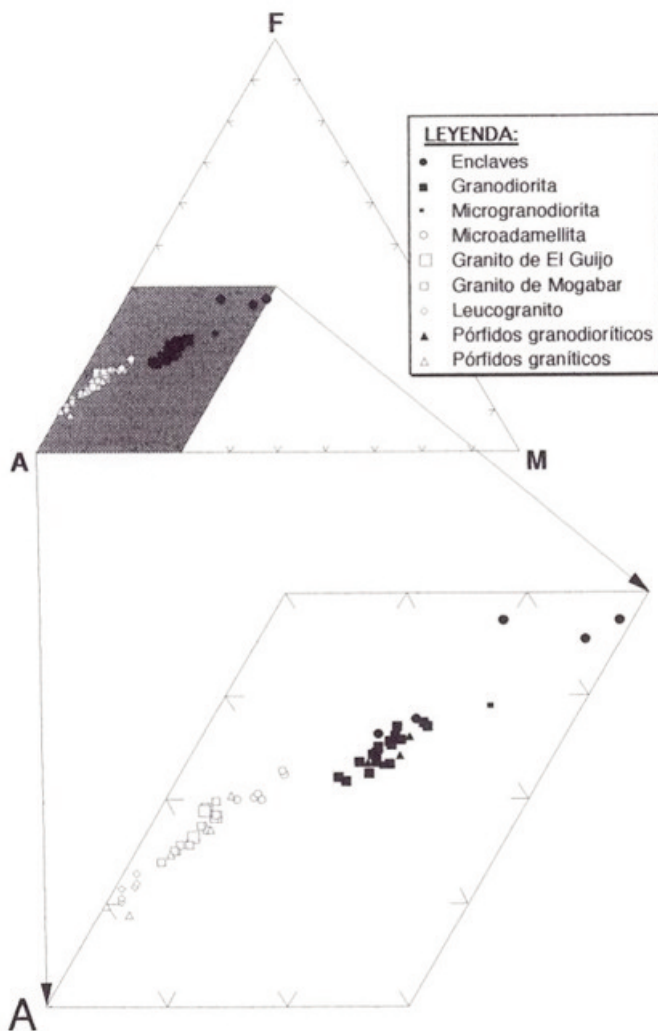 F
LEYENDA:
Enclaves
Granodiorita
Microgranodiorita
Microadamellita
Granito de El Guijo
Granito de Mogabar
Leucogranito
Pórfidos granodioríticos
Pórfidos graníticos
A
M
A